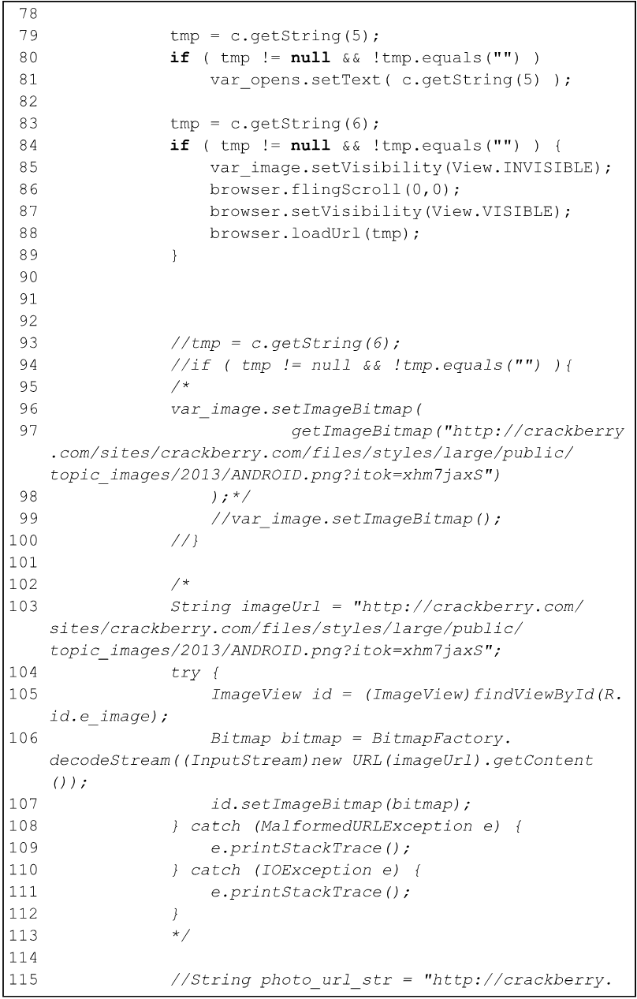 78
79 tmp = c.getString(5);
80 if ( tmp != null && !tmp.equals("") )
81 var_opens.setText( c.getString(5) );
82
83 tmp = c.getString(6);
84 if ( tmp != null && !tmp.equals("") ) {
85 var_image.setVisibility(View.INVISIBLE);
86 browser.flingScroll(0,0);
87 browser.setVisibility(View.VISIBLE);
88 browser.loadUrl(tmp);
89 }
90
91
92
93 //tmp = c.getString(6);
94 //if ( tmp != null && !tmp.equals("") ){
95 /*
96 var_image.setImageBitmap(
97 getImageBitmap("http://crackberry
.com/sites/crackberry.com/files/styles/large/public/
topic_images/2013/ANDROID.png?itok=xhm7jaxS")
98 );*/
99 //var_image.setImageBitmap();
100 //}
101
102 /*
103 String imageUrl = "http://crackberry.com/
sites/crackberry.com/files/styles/large/public/
topic_images/2013/ANDROID.png?itok=xhm7jaxS";
104 try {
105 ImageView id = (ImageView)findViewById(R.
id.e_image);
106 Bitmap bitmap = BitmapFactory.
decodeStream((InputStream)new URL(imageUrl).getContent
());
107 id.setImageBitmap(bitmap);
108 } catch (MalformedURLException e) {
109 e.printStackTrace();
110 } catch (IOException e) {
111 e.printStackTrace();
112 }
113 */
114
115 //String photo_url_str = "http://crackberry.